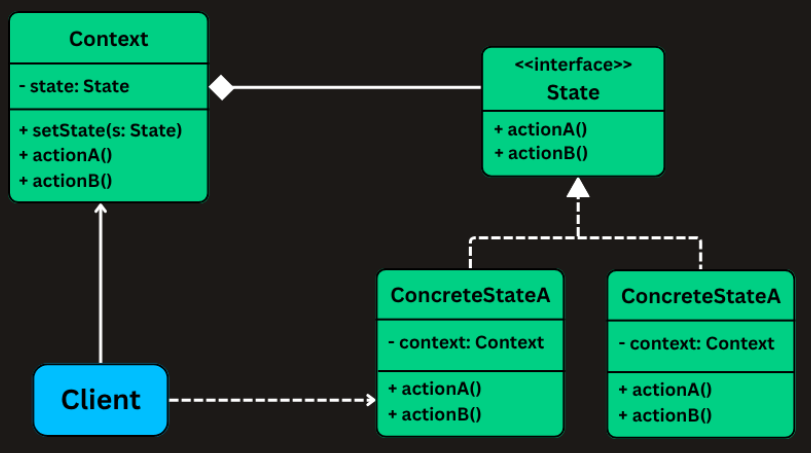 Context
- state: State
+ setState(s: State)
+ actionA()
+ actionB()
<<interface>>
State
+ actionA()
+ actionB()
ConcreteStateA
- context: Context
+ actionA()
+ actionB()
ConcreteStateA
- context: Context
+ actionA()
+ actionB()
Client